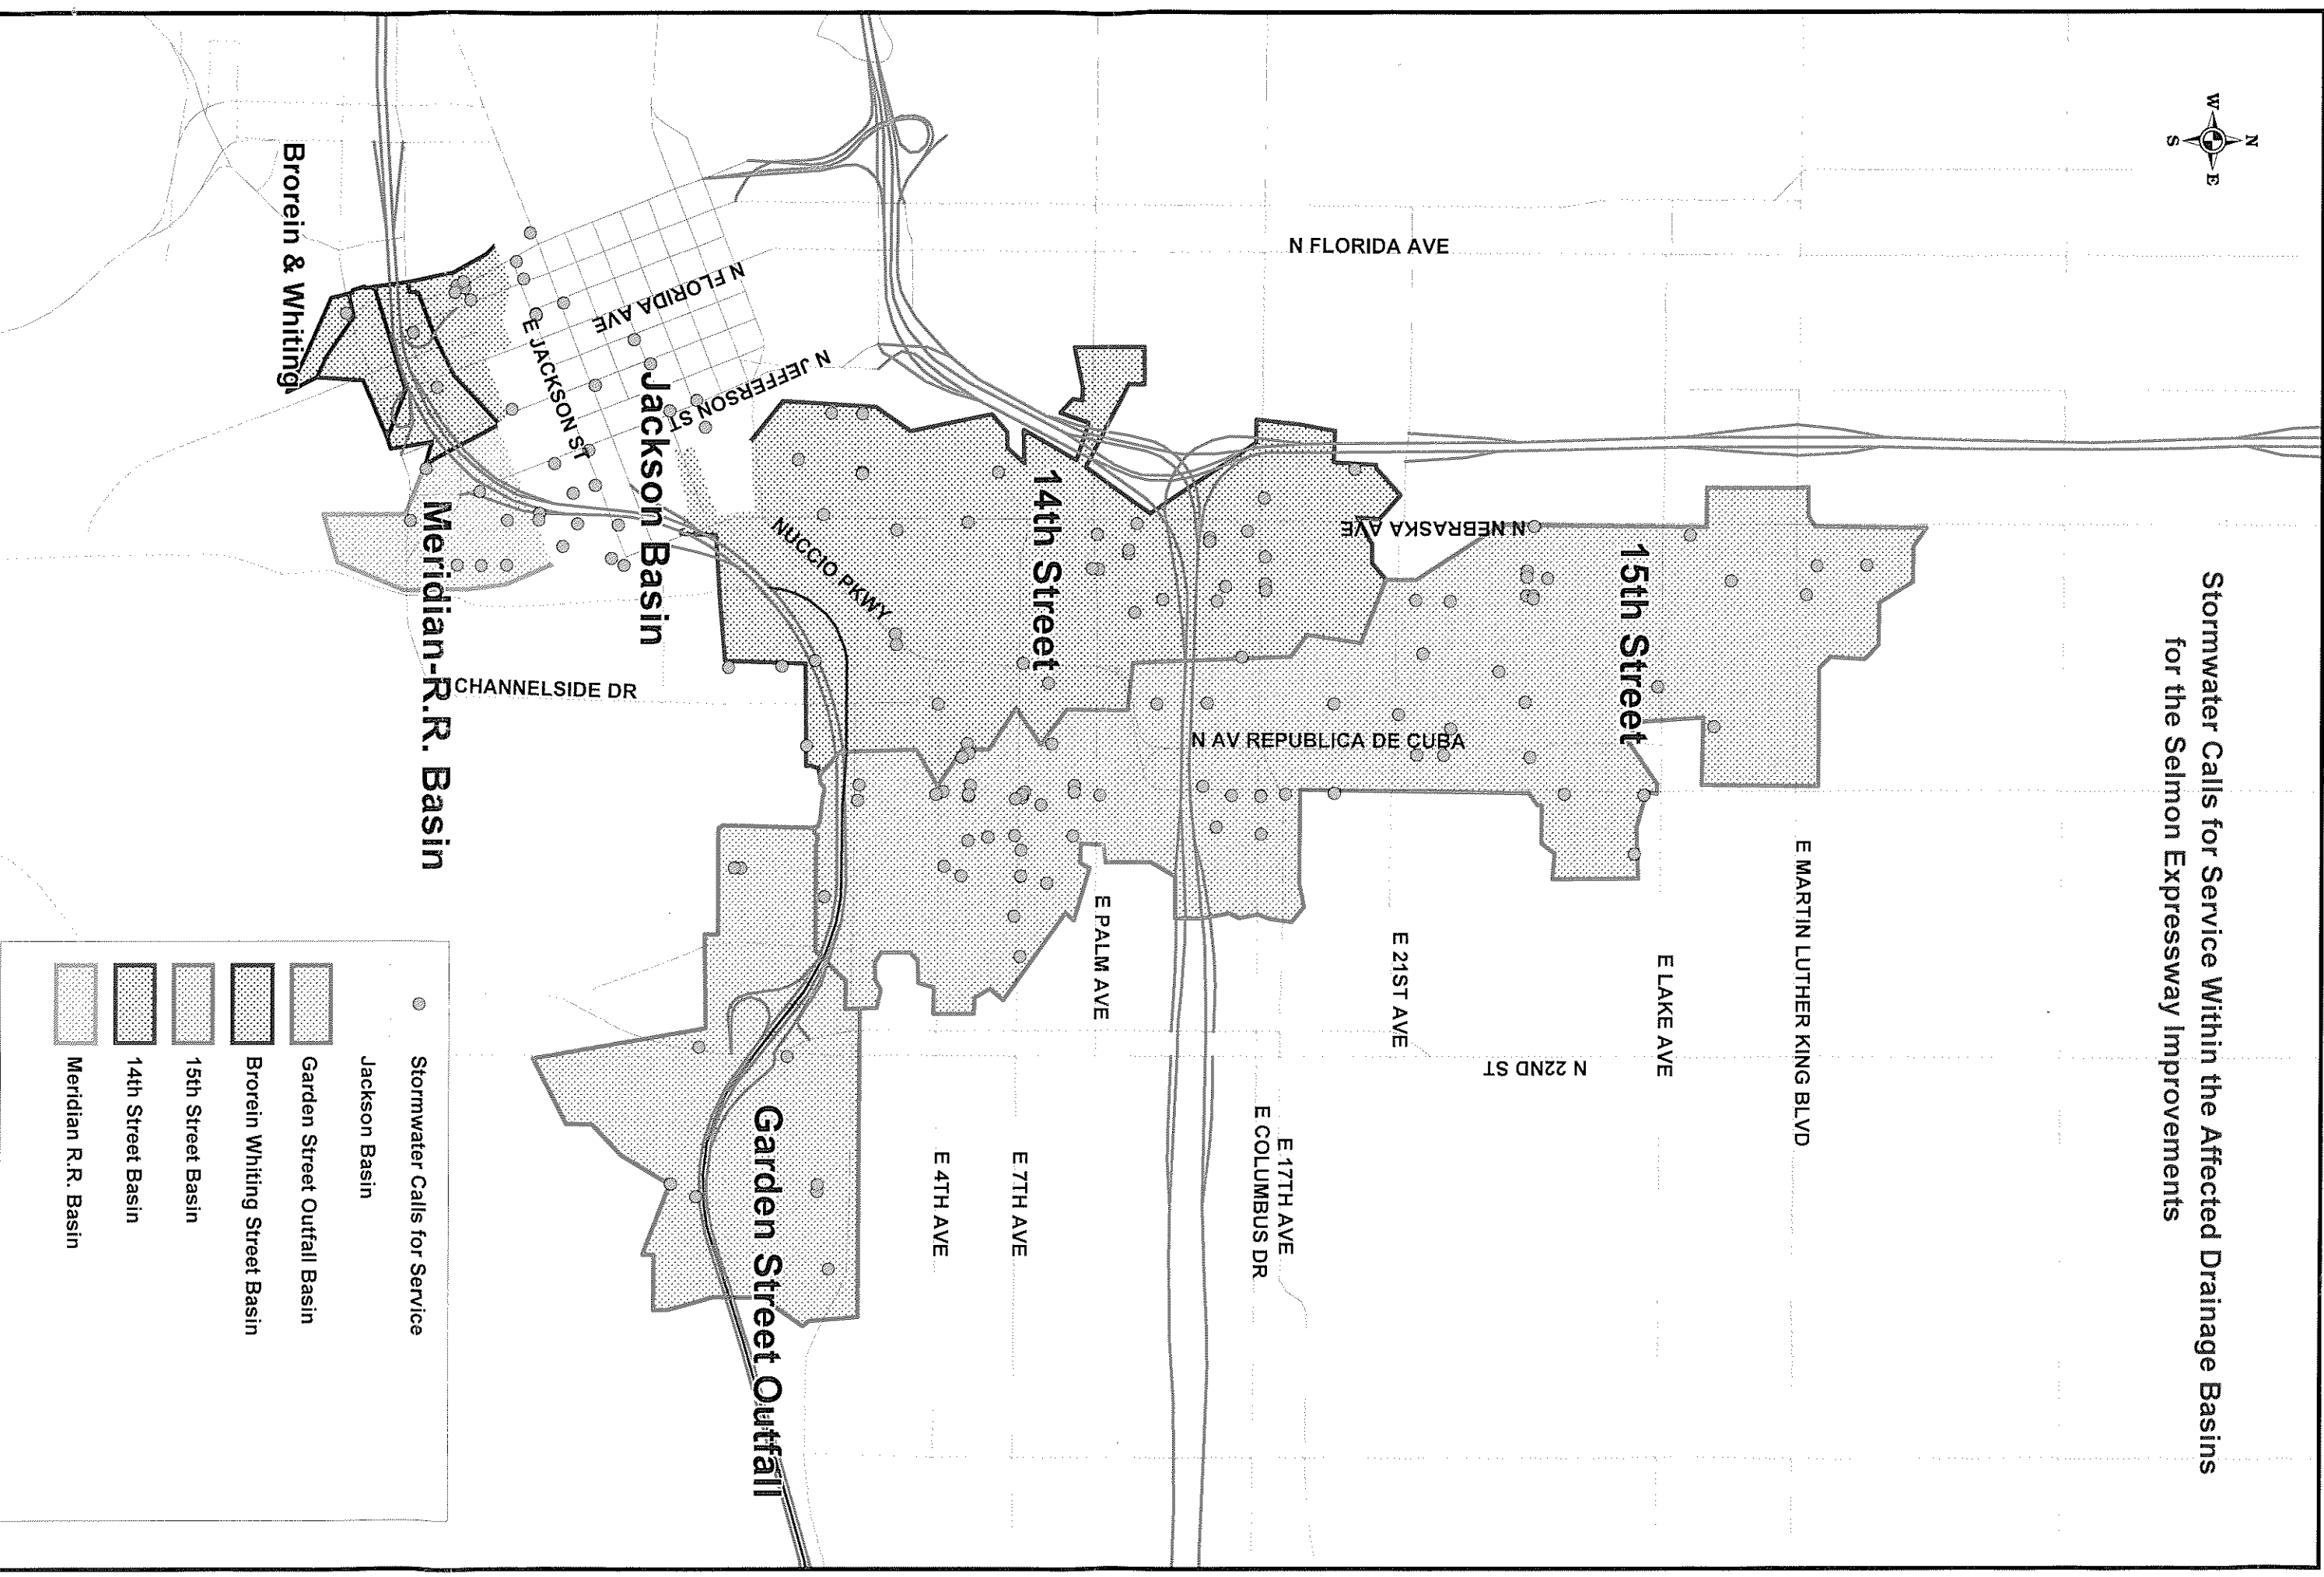 Stormwater Calls for Service Within the Affected Drainage Basins
for the Selmon Expressway Improvements
N
W
E
S
E MARTIN LUTHER KING BLVD
E LAKE AVE
15th Street
N 22ND ST
N NEBRASKA AVE
E 21ST AVE
N FLORIDA AVE
N AV REPUBLICA DE CUBA
E 17TH AVE
E COLUMBUS DR
E PALM AVE
14th Street
E 7TH AVE
E 4TH AVE
NUCCIO PKWY
Garden Street Outfall
N JEFFERSON ST
N FLORIDA AVE
Jackson Basin
E JACKSON ST
CHANNELSIDE DR
Meridian-R.R. Basin
Brorein & Whiting
Stormwater Calls for Service
Jackson Basin
Garden Street Outfall Basin
Brorein Whiting Street Basin
15th Street Basin
14th Street Basin
Meridian R.R. Basin